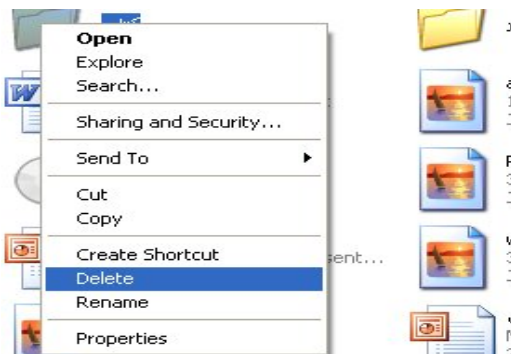 Open
Explore
Search...
Sharing and Security...
Send To
Cut
Copy
Create Shortcut
sent...
Delete
Rename
Properties